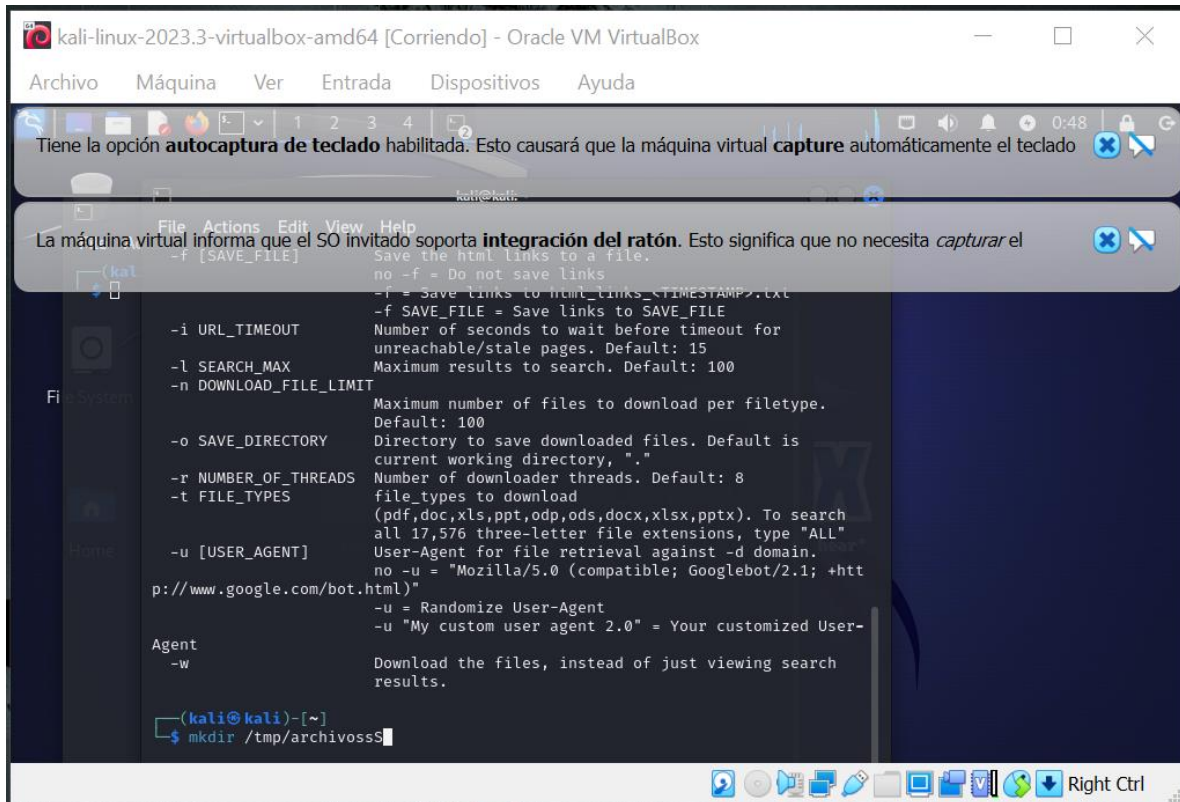 kali-linux-2023.3-virtualbox-amd64 [Corriendo] - Oracle VM VirtualBox
Archivo Máquina Ver Entrada Dispositivos Ayuda
1 2 3 4 0:48
Tiene la opción autocaptura de teclado habilitada. Esto causará que la máquina virtual capture automáticamente el teclado
kali@kali:
File Actions Edit View Help
La máquina virtual informa que el SO invitado soporta integración del ratón. Esto significa que no necesita capturar el
-f [SAVE_FILE] Save the html links to a file.
(kal
no -f = Do not save links
$
-f = Save links to html_links_<TIMESTAMP>.txt
-f SAVE_FILE = Save links to SAVE_FILE
-i URL_TIMEOUT Number of seconds to wait before timeout for
unreachable/stale pages. Default: 15
-l SEARCH_MAX Maximum results to search. Default: 100
-n DOWNLOAD_FILE_LIMIT
File System
Maximum number of files to download per filetype.
Default: 100
-o SAVE_DIRECTORY Directory to save downloaded files. Default is
current working directory, "."
-r NUMBER_OF_THREADS Number of downloader threads. Default: 8
-t FILE_TYPES file_types to download
(pdf,doc,xls,ppt,odp,ods,docx,xlsx,pptx). To search
all 17,576 three-letter file extensions, type "ALL"
Home
-u [USER_AGENT] User-Agent for file retrieval against -d domain.
no -u = "Mozilla/5.0 (compatible; Googlebot/2.1; +htt
p://www.google.com/bot.html)"
-u = Randomize User-Agent
-u "My custom user agent 2.0" = Your customized User-
Agent
-w Download the files, instead of just viewing search
results.
(kali㉿kali)-[~]
$ mkdir /tmp/archivossS
Right Ctrl